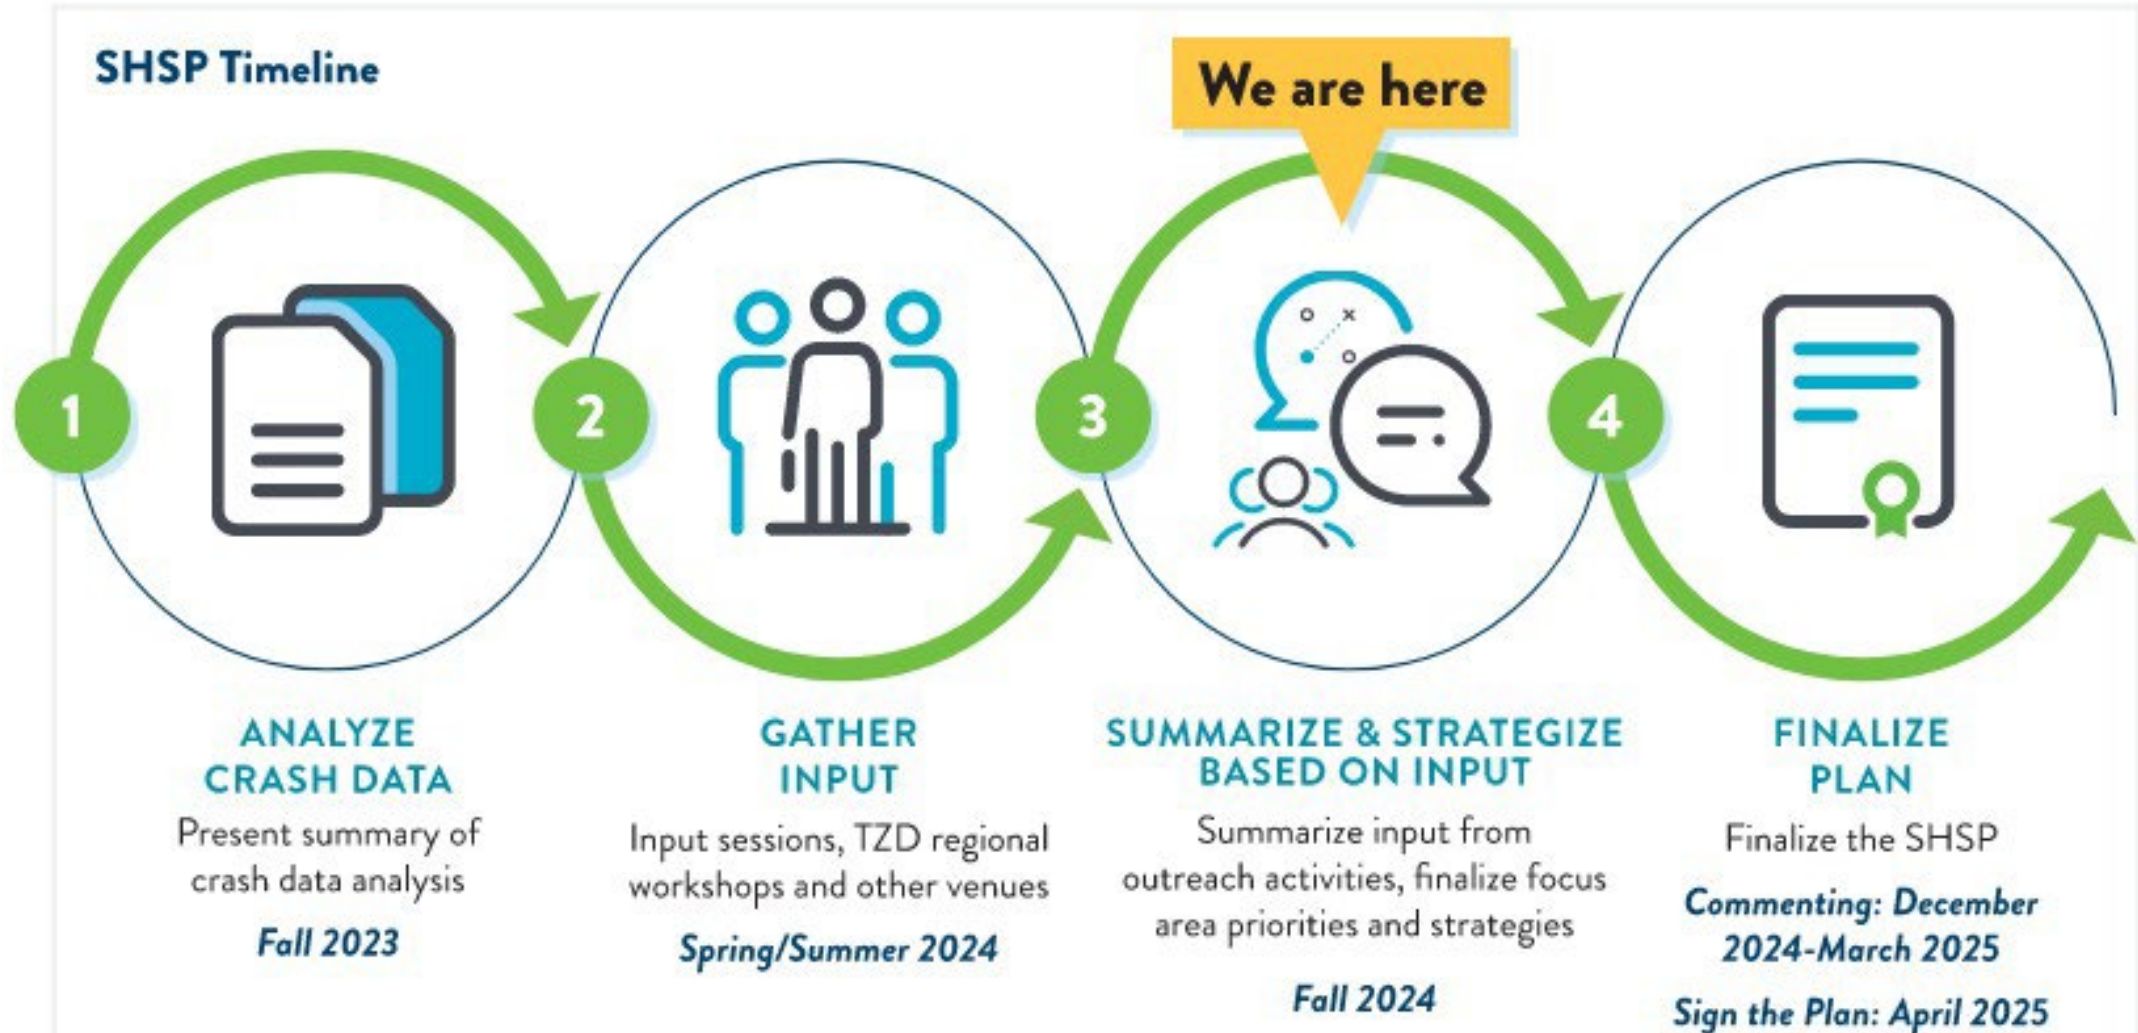 SHSP Timeline
We are here
1
2
3
4
ANALYZE
CRASH DATA
Present summary of
crash data analysis
Fall 2023
GATHER
INPUT
Input sessions, TZD regional
workshops and other venues
Spring/Summer 2024
SUMMARIZE & STRATEGIZE
BASED ON INPUT
Summarize input from
outreach activities, finalize focus
area priorities and strategies
Fall 2024
FINALIZE
PLAN
Finalize the SHSP
Commenting: December
2024-March 2025
Sign the Plan: April 2025